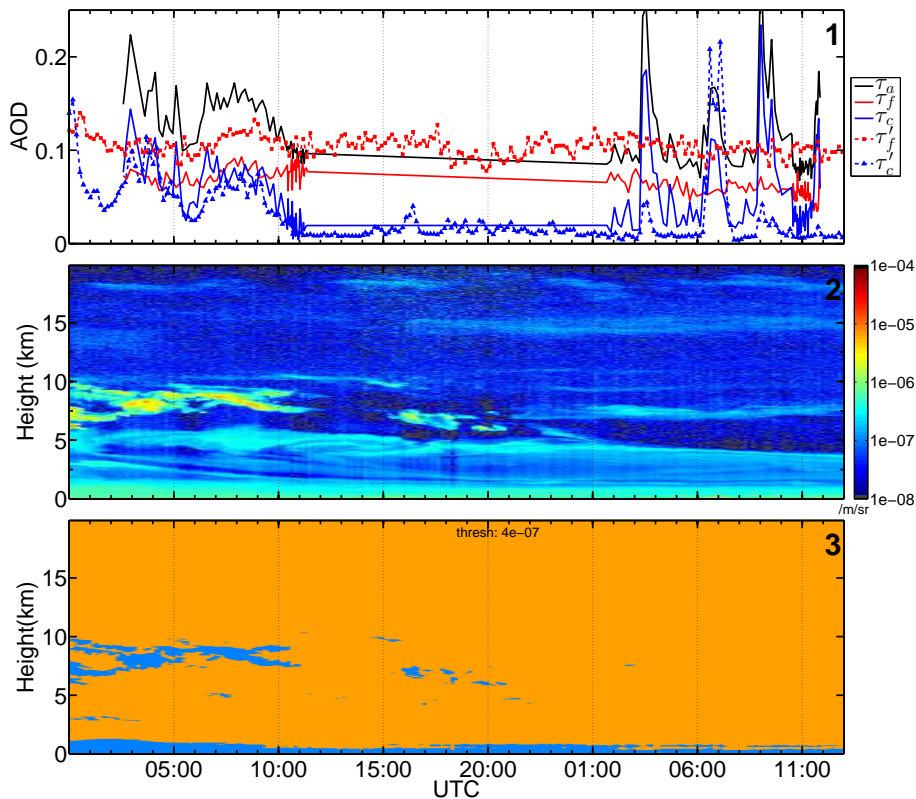 1
0.2
0.1
0
AOD
τa
τf
τc
τ′f
τ′c
2
15
10
5
0
Height (km)
1e−04
1e−05
1e−06
1e−07
1e−08
/m/sr
thresh: 4e−07
3
15
10
5
0
Height(km)
05:00 10:00 15:00 20:00 01:00 06:00 11:00
UTC